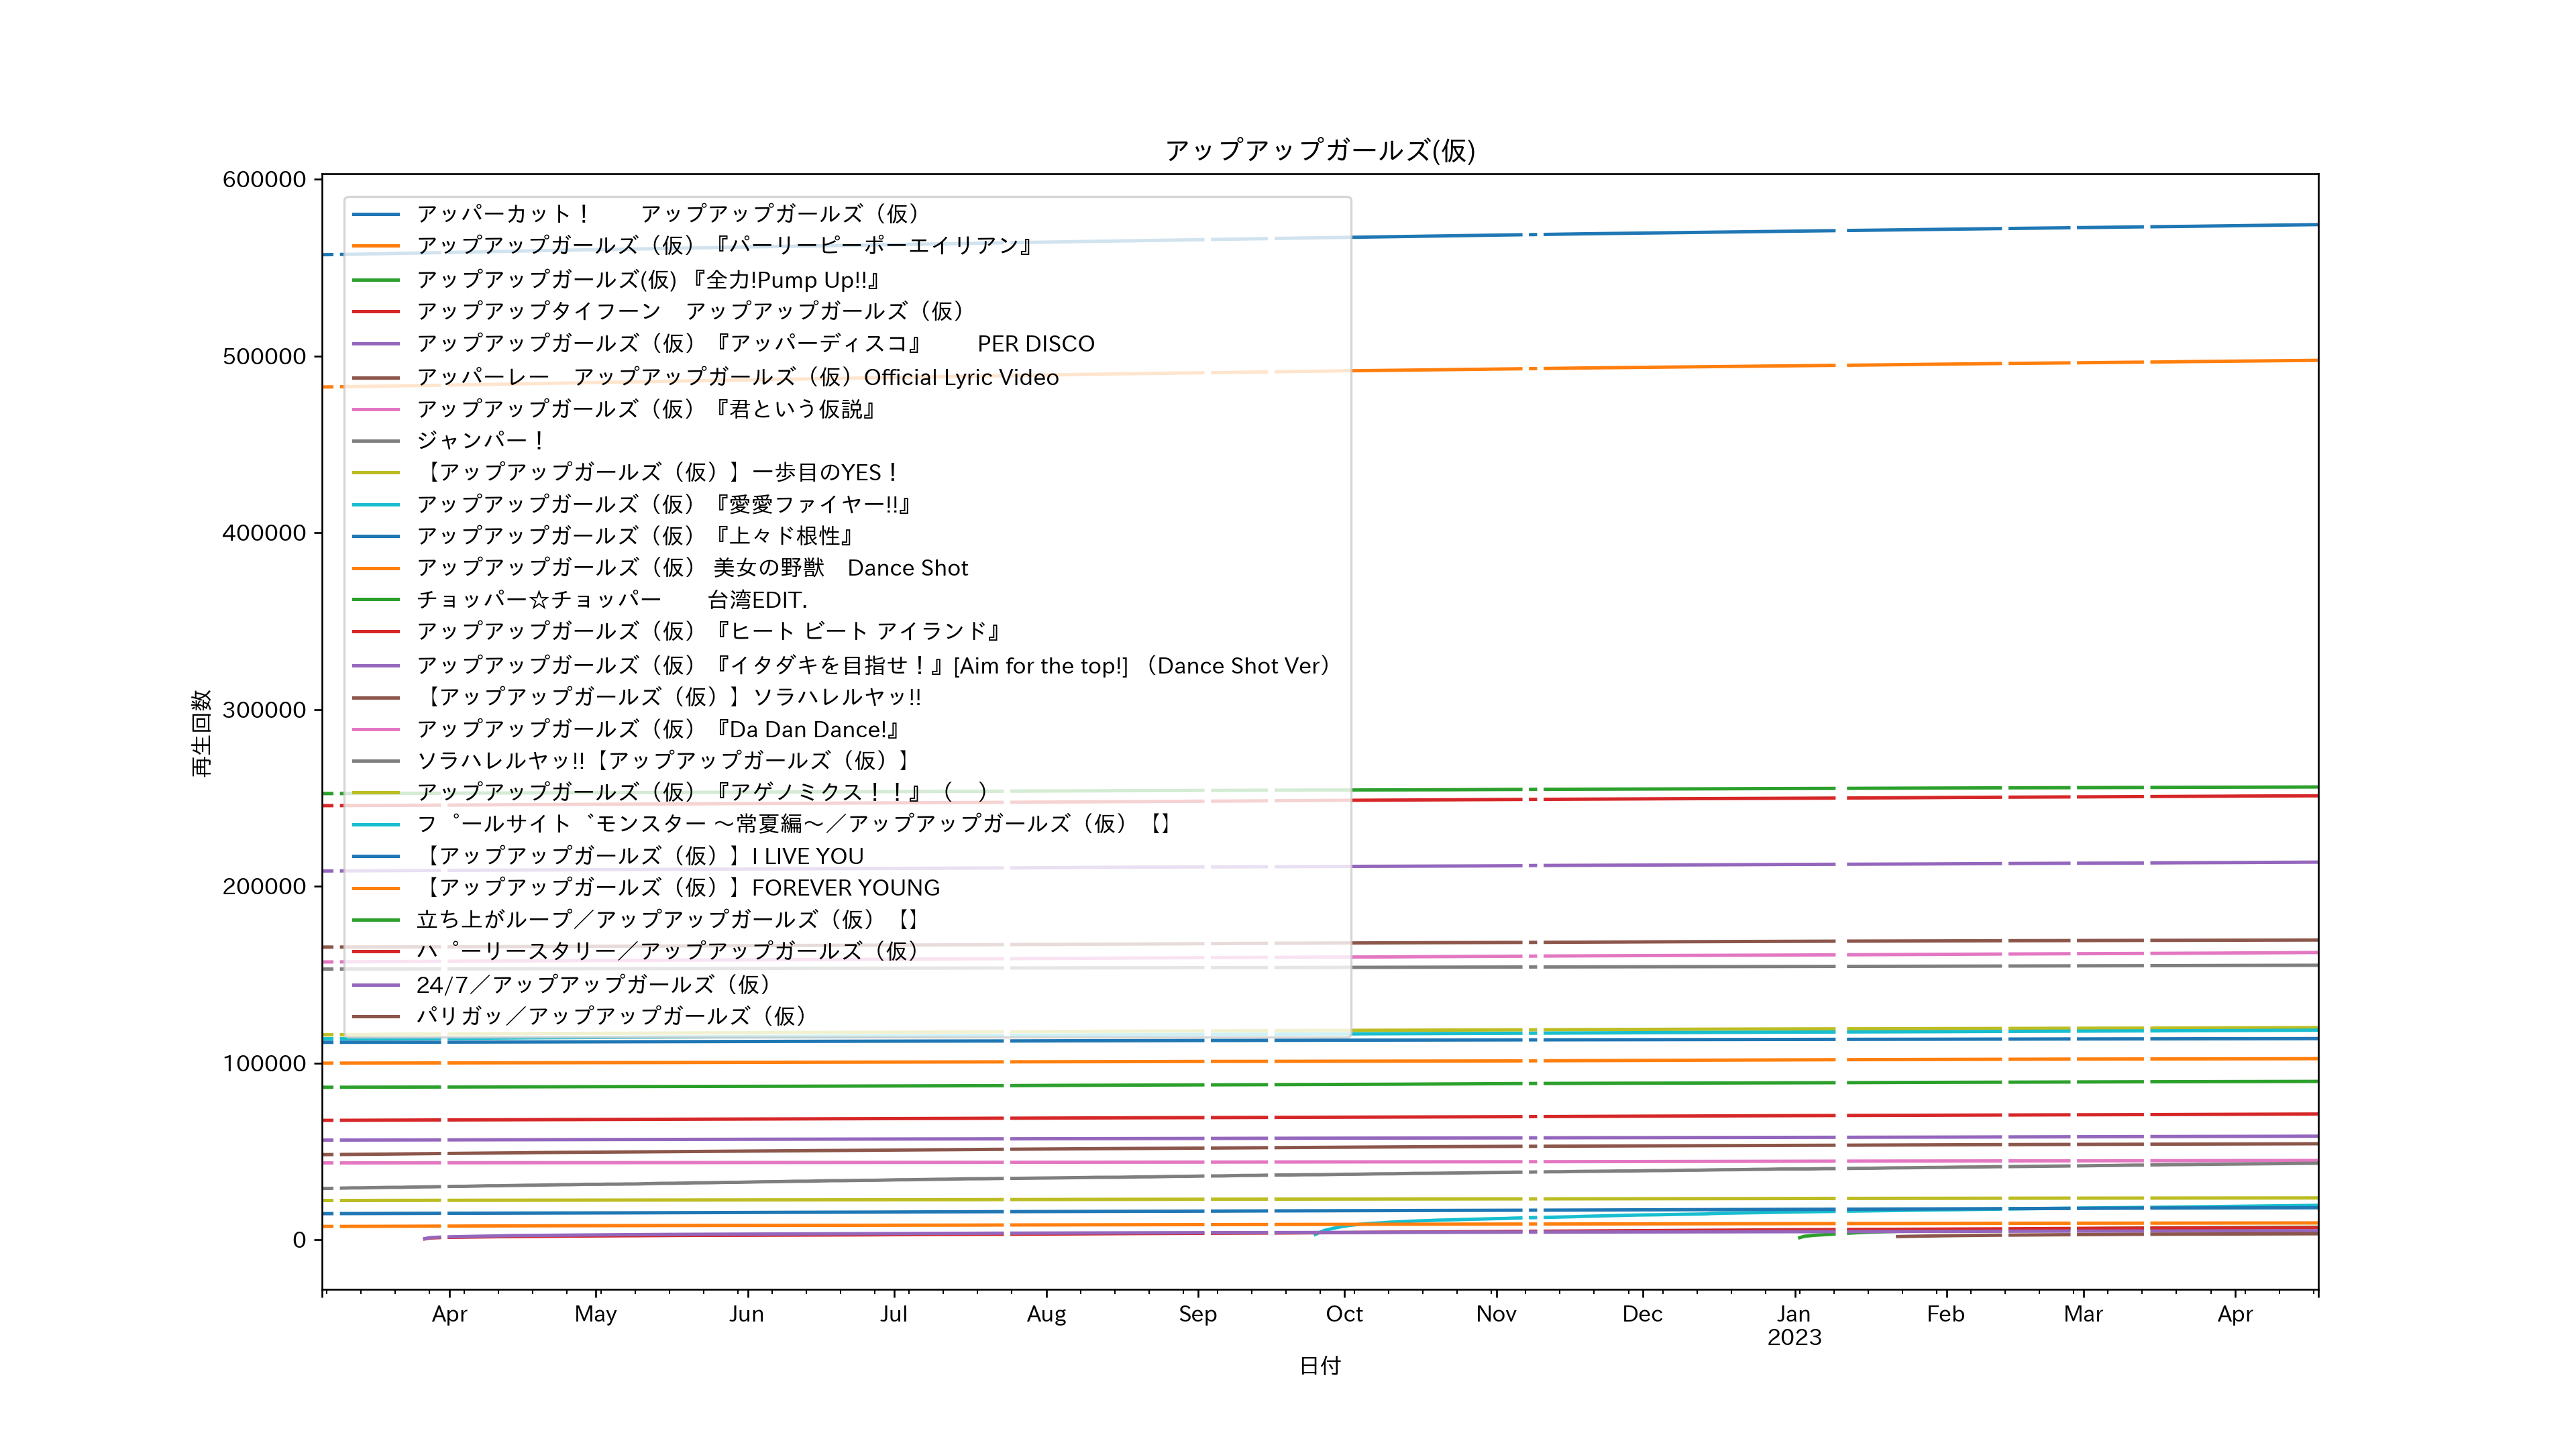 アップアップガールズ(仮)
600000
500000
400000
300000
200000
100000
0
再生回数
アッパーカット！　　アップアップガールズ（仮）
アップアップガールズ（仮）『パーリーピーポーエイリアン』
アップアップガールズ(仮) 『全力!Pump Up!!』
アップアップタイフーン　アップアップガールズ（仮）
アップアップガールズ（仮）『アッパーディスコ』　　PER DISCO
アッパーレー　アップアップガールズ（仮）Official Lyric Video
アップアップガールズ（仮）『君という仮説』
ジャンパー！
【アップアップガールズ（仮）】一歩目のYES！
アップアップガールズ（仮）『愛愛ファイヤー!!』
アップアップガールズ（仮）『上々ド根性』
アップアップガールズ（仮） 美女の野獣　Dance Shot
チョッパー☆チョッパー　　台湾EDIT.
アップアップガールズ（仮）『ヒート ビート アイランド』
アップアップガールズ（仮）『イタダキを目指せ！』[Aim for the top!] （Dance Shot Ver）
【アップアップガールズ（仮）】ソラハレルヤッ!!
アップアップガールズ（仮）『Da Dan Dance!』
ソラハレルヤッ!!【アップアップガールズ（仮）】
アップアップガールズ（仮）『アゲノミクス！！』（　）
フ゜ールサイト゛モンスター 〜常夏編〜／アップアップガールズ（仮）【】
【アップアップガールズ（仮）】I LIVE YOU
【アップアップガールズ（仮）】FOREVER YOUNG
立ち上がループ／アップアップガールズ（仮）【】
ハ゜ーリースタリー／アップアップガールズ（仮）
24/7／アップアップガールズ（仮）
パリガッ／アップアップガールズ（仮）
Apr May Jun Jul Aug Sep Oct Nov Dec Jan Feb Mar Apr
2023
日付